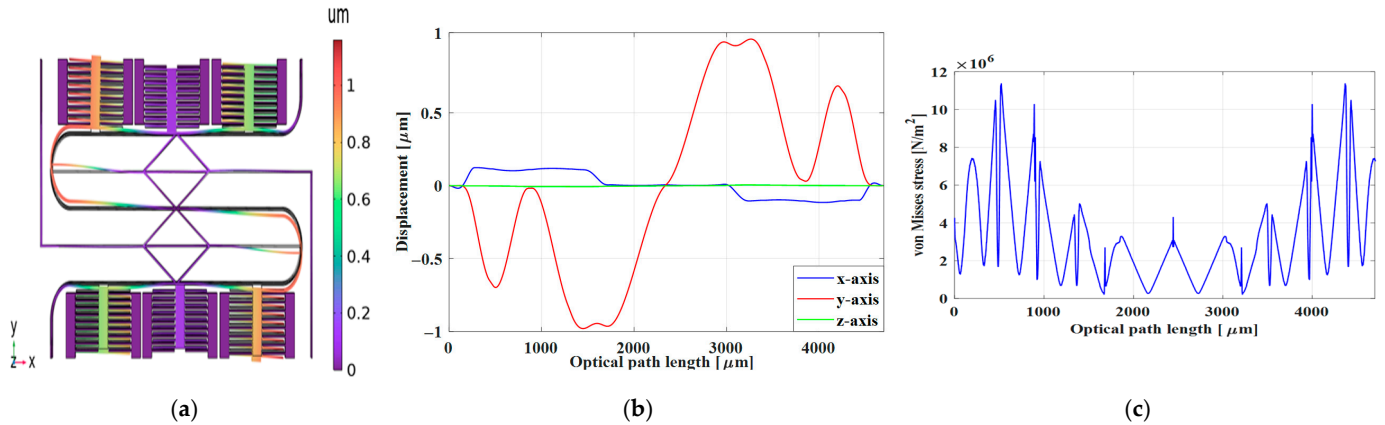 um
1
0.8
0.6
0.4
0.2
0
y
z x
(a)
1
0.5
0
−0.5
−1
Displacement [μm]
0 1000 2000 3000 4000
Optical path length [ μm]
x-axis
y-axis
z-axis
(b)
×10⁶
12
10
8
6
4
2
0
von Misses stress [N/m²]
0 1000 2000 3000 4000
Optical path length [ μm]
(c)